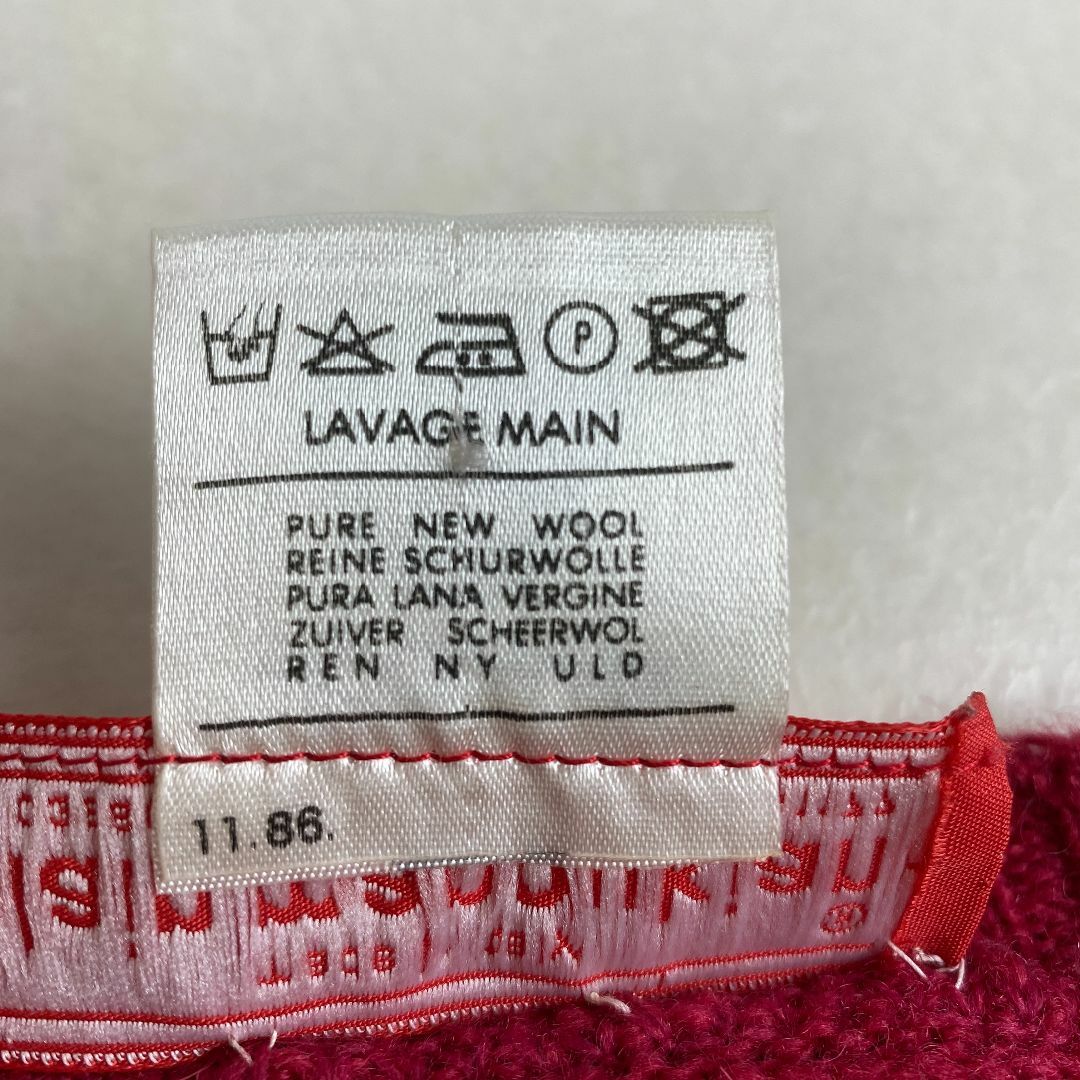 P
LAVAGE MAIN
PURE NEW WOOL
REINE SCHURWOLLE
PURA LANA VERGINE
ZUIVER SCHEERWOL
REN NY ULD
11.86.